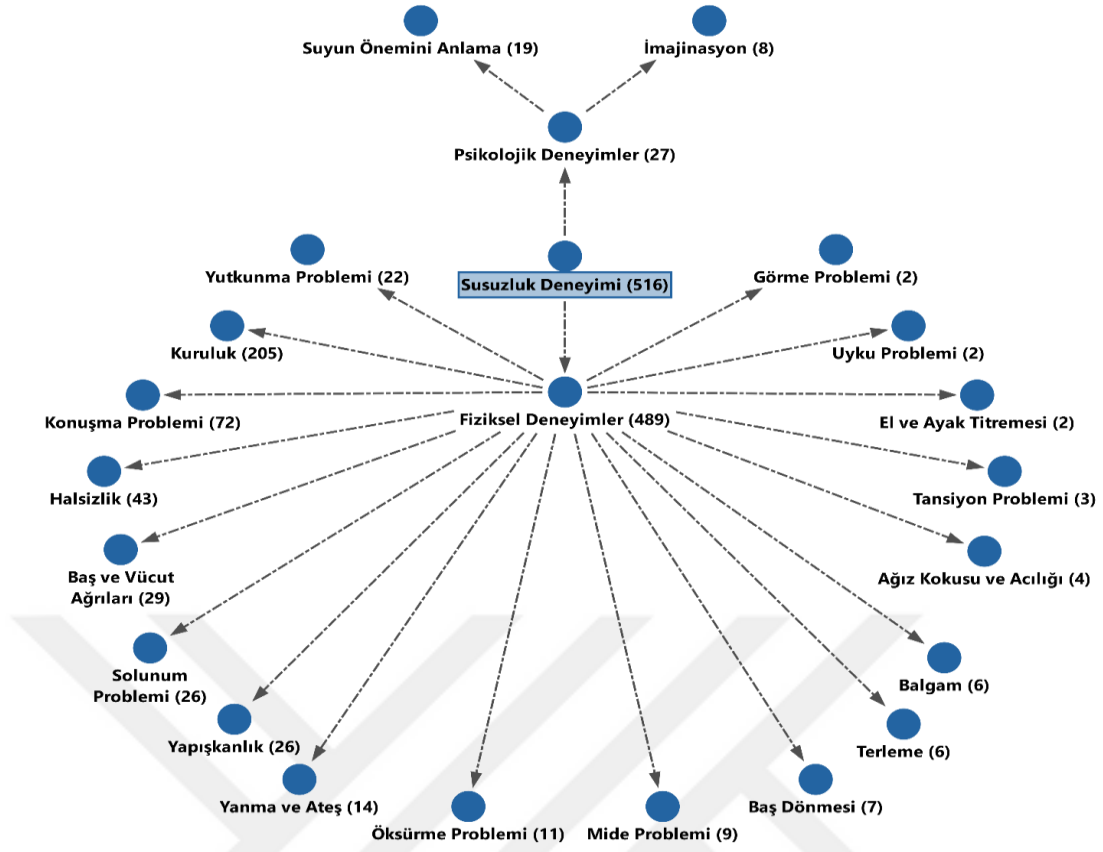 Suyun Önemini Anlama (19)
İmajinasyon (8)
Psikolojik Deneyimler (27)
Yutkunma Problemi (22)
Susuzluk Deneyimi (516)
Görme Problemi (2)
Kuruluk (205)
Uyku Problemi (2)
Konuşma Problemi (72)
Fiziksel Deneyimler (489)
El ve Ayak Titremesi (2)
Halsizlik (43)
Tansiyon Problemi (3)
Baş ve Vücut
Ağrıları (29)
Ağız Kokusu ve Acılığı (4)
Solunum
Problemi (26)
Balgam (6)
Yapışkanlık (26)
Terleme (6)
Yanma ve Ateş (14)
Baş Dönmesi (7)
Öksürme Problemi (11)
Mide Problemi (9)